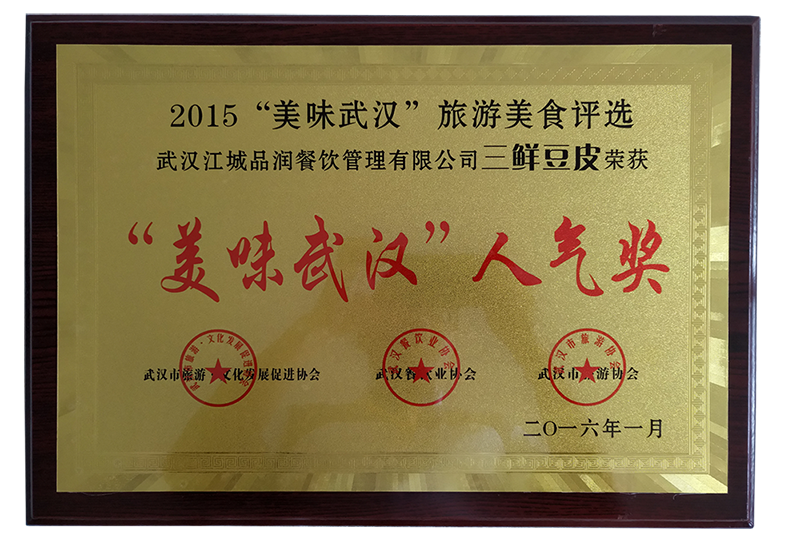 2015“美味武汉”旅游美食评选
武汉江城品润餐饮管理有限公司三鲜豆皮荣获
“美味武汉”人气奖
武汉市旅游·文化发展促进协会 武汉餐饮业协会 武汉市旅游协会
二〇一六年一月